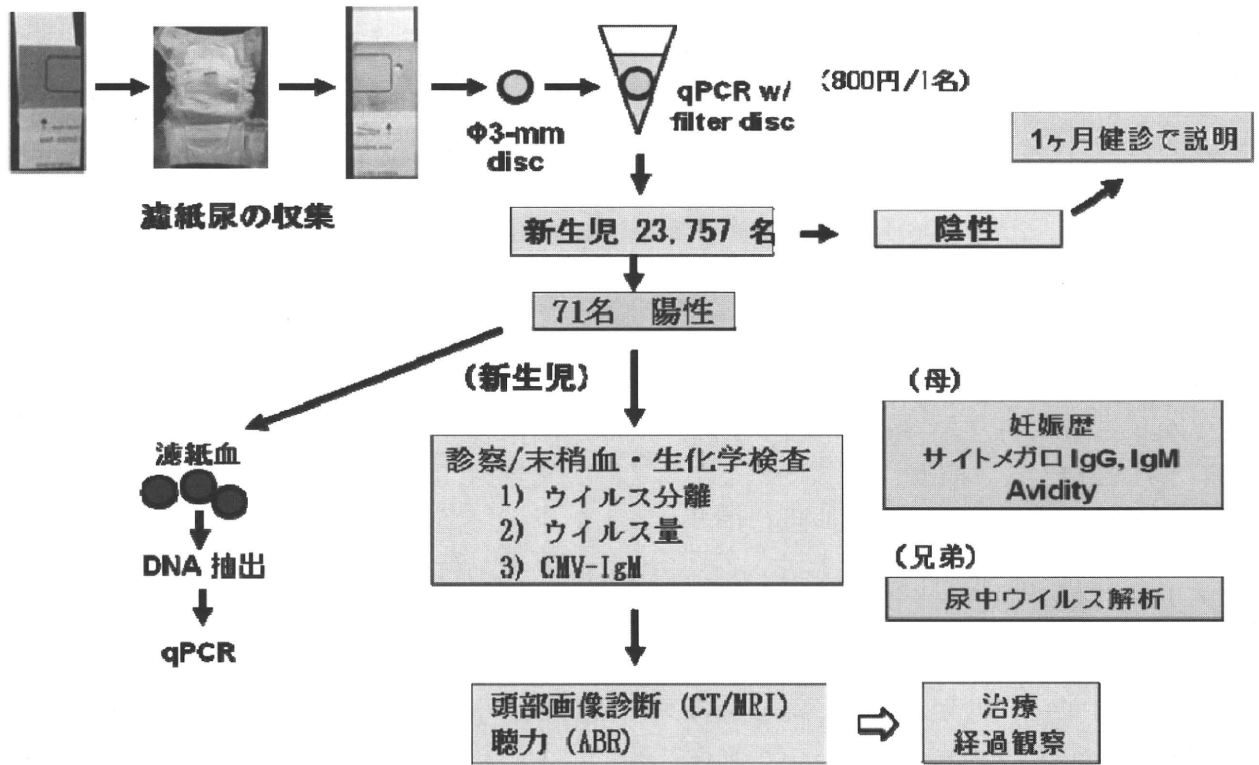 濾紙尿の収集
Φ3-mm
disc
qPCR w/
filter disc
(800円/1名)
1ヶ月健診で説明
新生児 23,757 名
陰性
71名 陽性
(新生児)
濾紙血
DNA 抽出
qPCR
診察/末梢血・生化学検査
1) ウイルス分離
2) ウイルス量
3) CMV-IgM
(母)
妊娠歴
サイトメガロ IgG, IgM
Avidity
(兄弟)
尿中ウイルス解析
頭部画像診断 (CT/MRI)
聴力 (ABR)
治療
経過観察